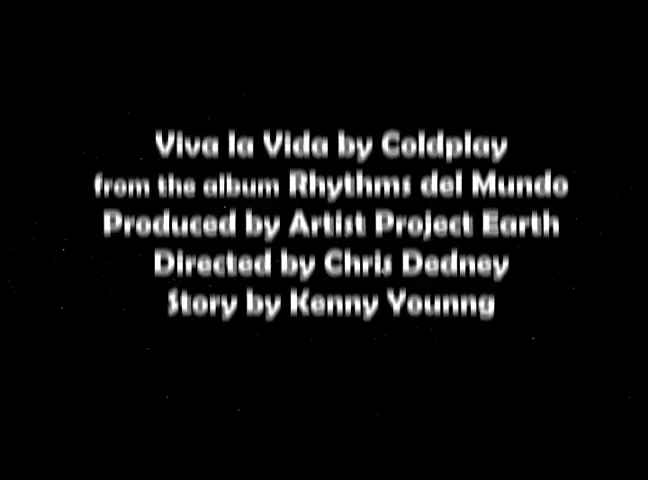 Viva la Vida by Coldplay
from the album Rhythms del Mundo
Produced by Artist Project Earth
Directed by Chris Dedney
Story by Kenny Younng